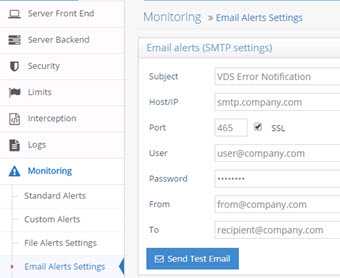 Server Front End
Server Backend
Security
Limits
Interception
Logs
Monitoring
Standard Alerts
Custom Alerts
File Alerts Settings
Email Alerts Settings
Monitoring » Email Alerts Settings
Email alerts (SMTP settings)
Subject VDS Error Notification
Host/IP smtp.company.com
Port 465 SSL
User user@company.com
Password ••••••••
From from@company.com
To recipient@company.com
Send Test Email